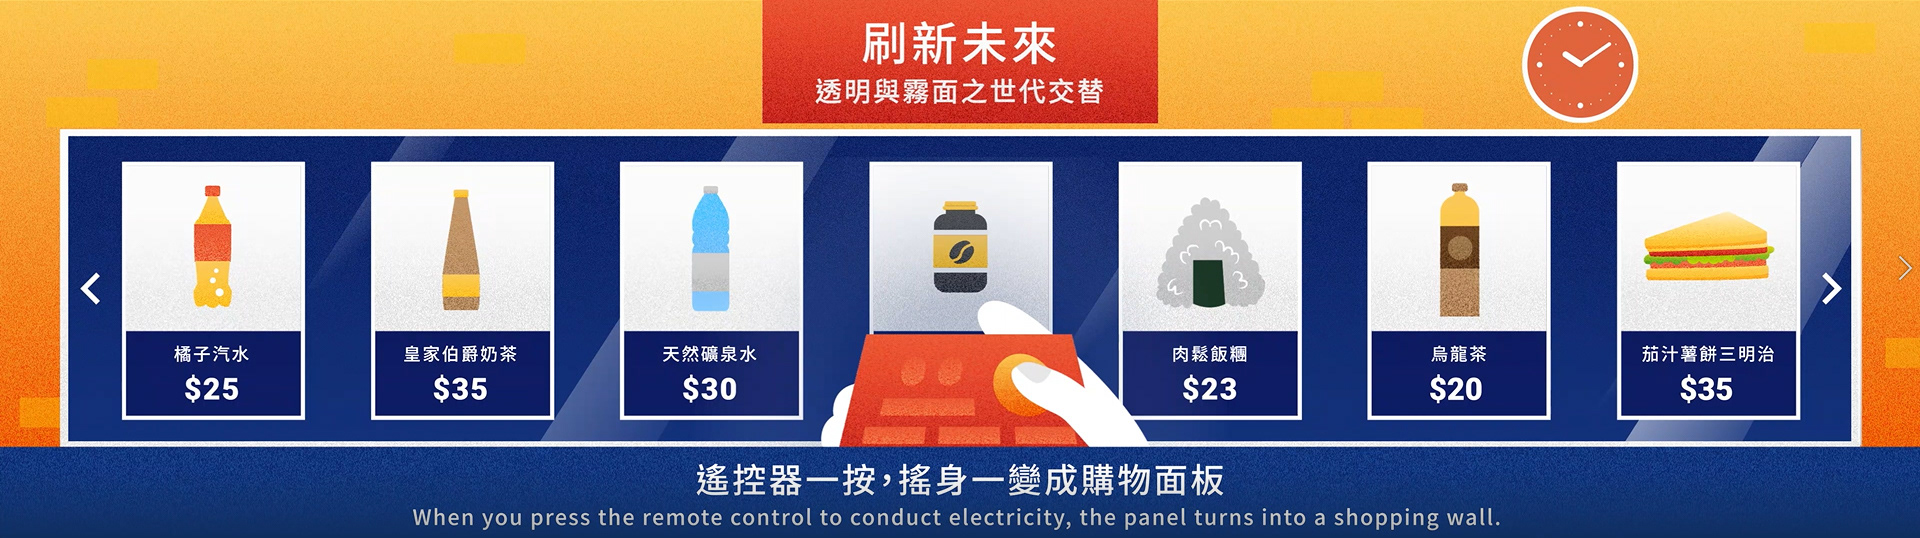 刷新未來
透明與霧面之世代交替
橘子汽水
$25
皇家伯爵奶茶
$35
天然礦泉水
$30
肉鬆飯糰
$23
烏龍茶
$20
茄汁薯餅三明治
$35
遙控器一按,搖身一變成購物面板
When you press the remote control to conduct electricity, the panel turns into a shopping wall.